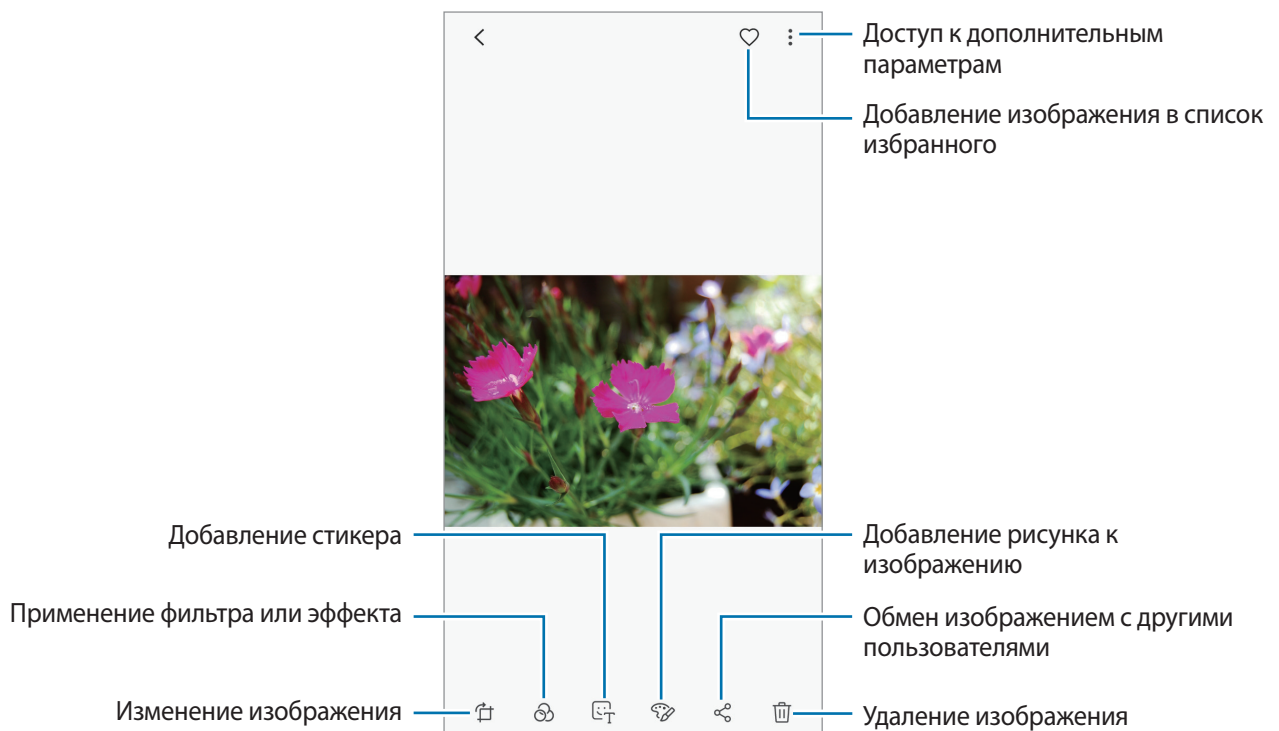 Доступ к дополнительным
параметрам
Добавление изображения в список
избранного
Добавление стикера
Добавление рисунка к
изображению
Применение фильтра или эффекта
Обмен изображением с другими
пользователями
Изменение изображения
Удаление изображения